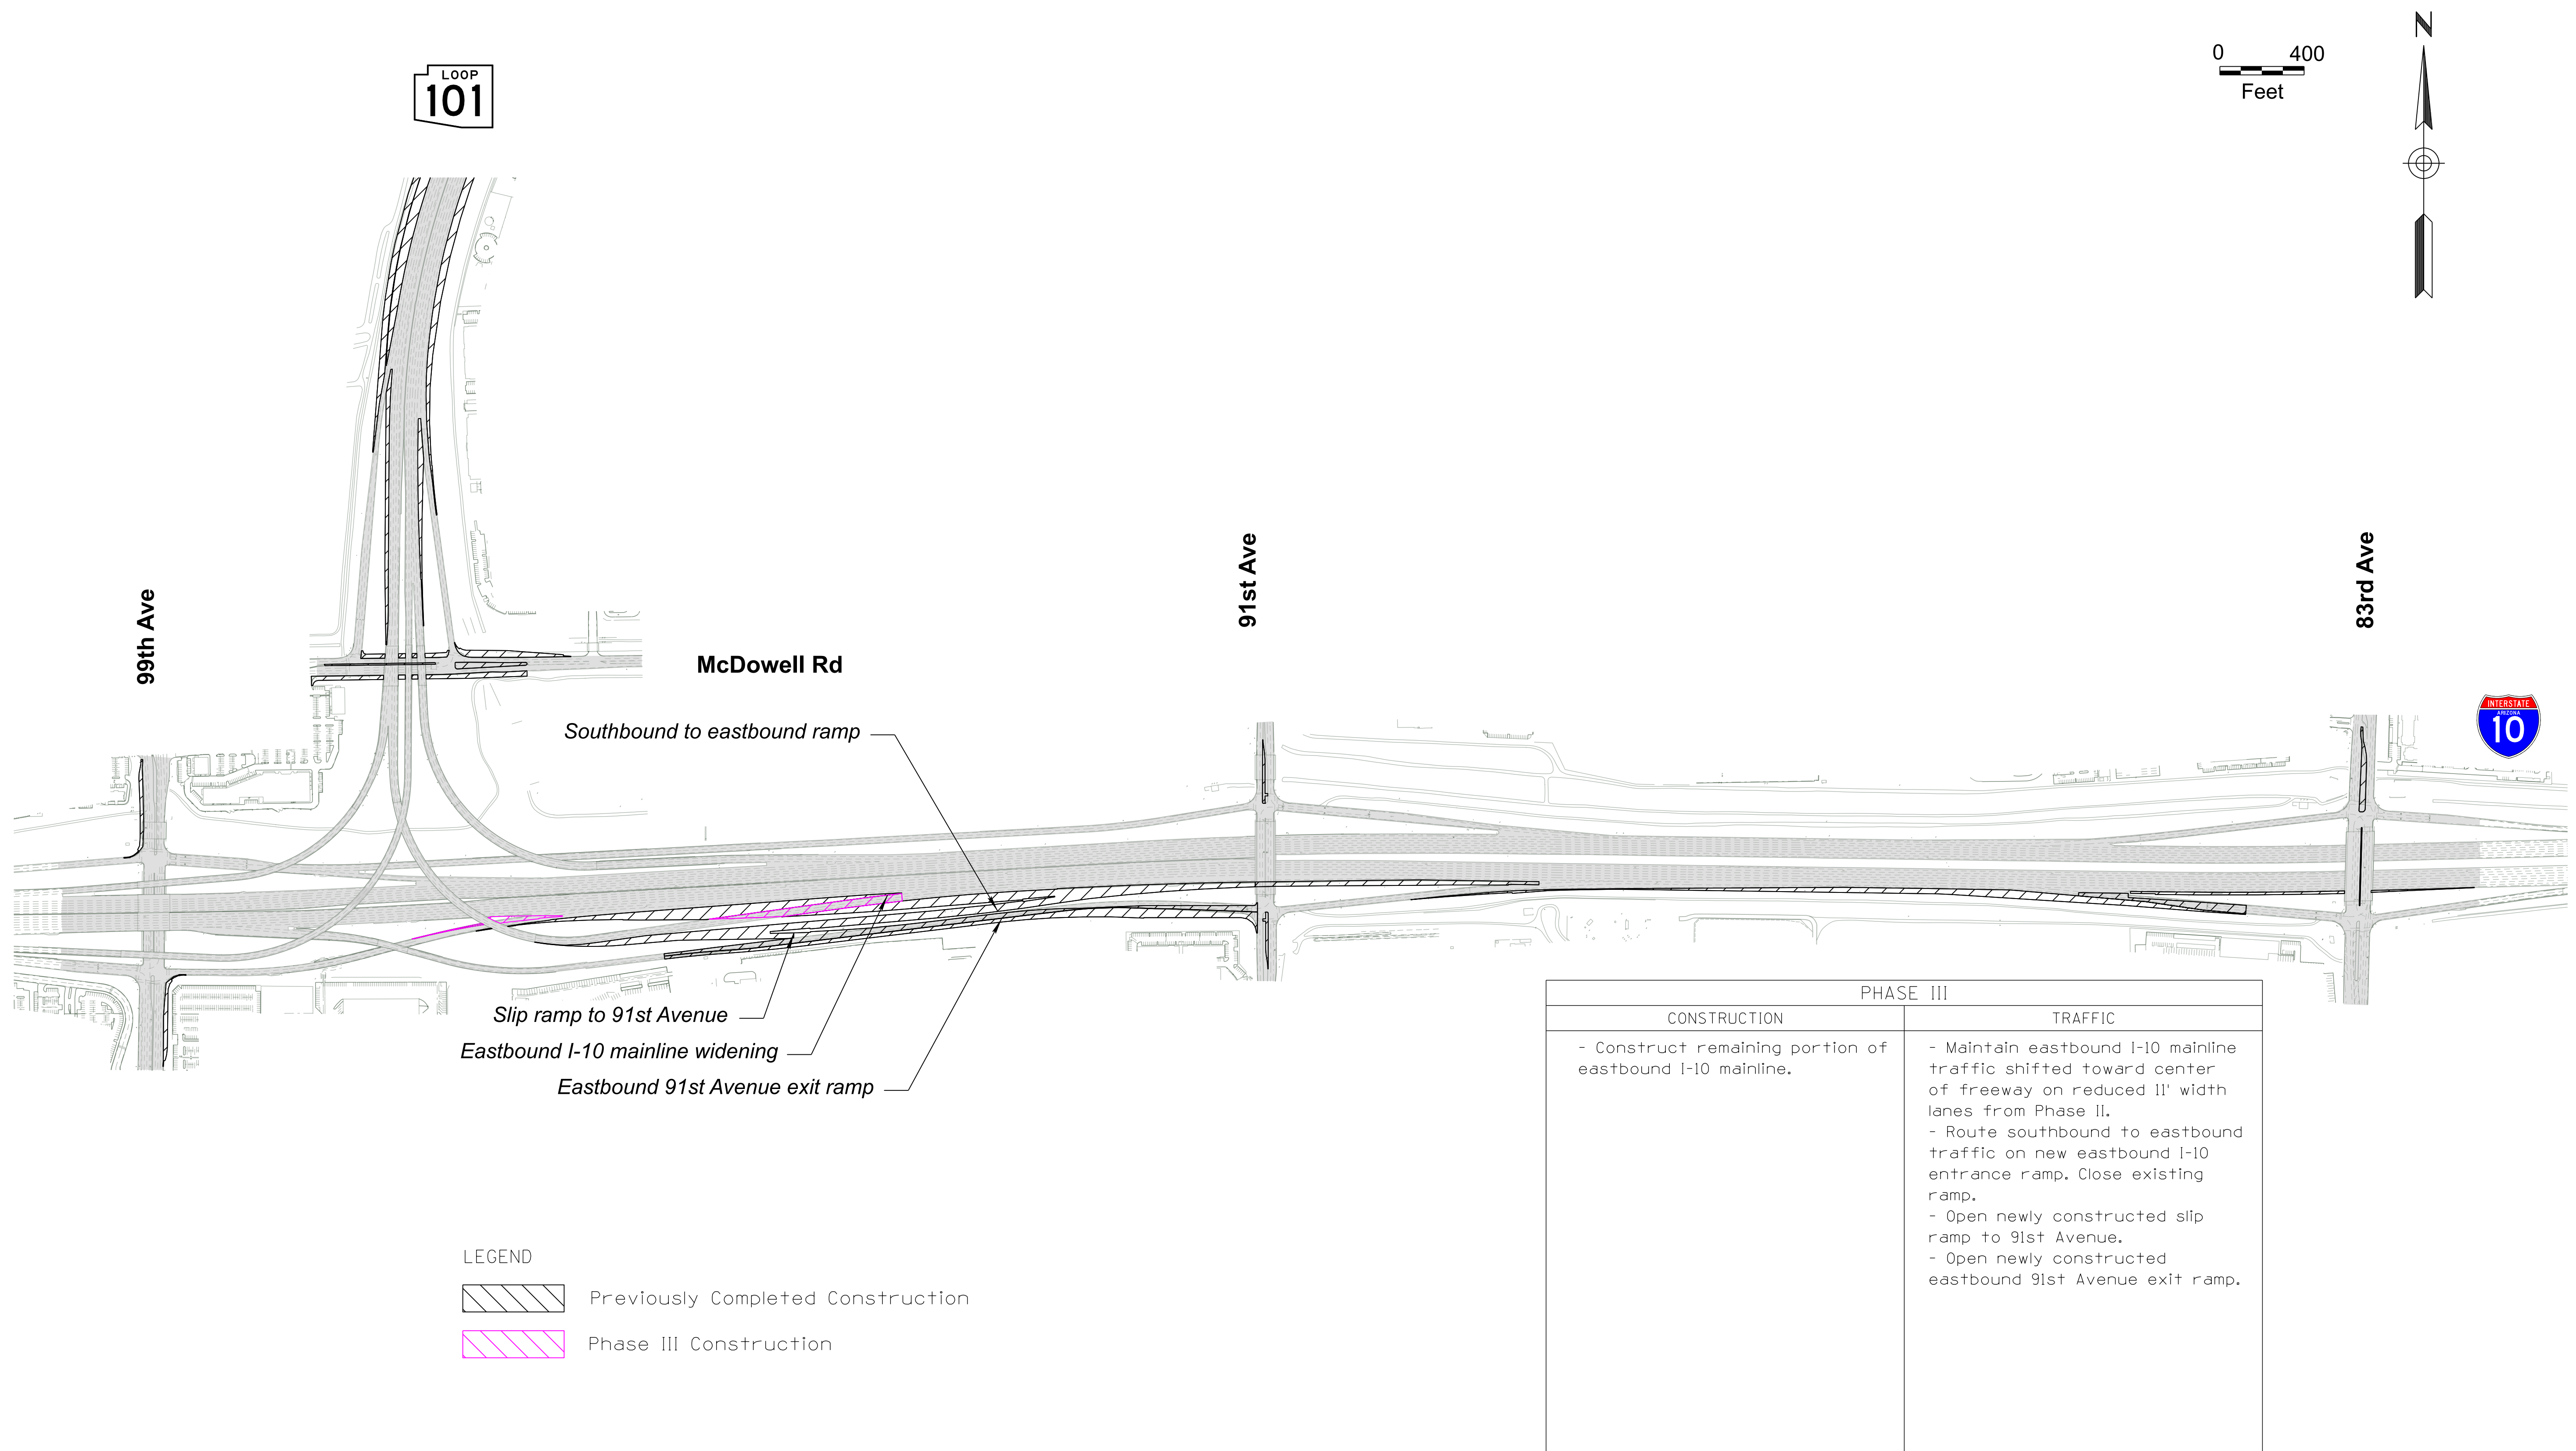 N
0 400
Feet
LOOP
101
99th Ave
91st Ave
83rd Ave
McDowell Rd
INTERSTATE
ARIZONA
10
Southbound to eastbound ramp
Slip ramp to 91st Avenue
Eastbound I-10 mainline widening
Eastbound 91st Avenue exit ramp
PHASE III
CONSTRUCTION
- Construct remaining portion of
eastbound I-10 mainline.
TRAFFIC
- Maintain eastbound I-10 mainline
traffic shifted toward center
of freeway on reduced 11' width
lanes from Phase II.
- Route southbound to eastbound
traffic on new eastbound I-10
entrance ramp. Close existing
ramp.
- Open newly constructed slip
ramp to 91st Avenue.
- Open newly constructed
eastbound 91st Avenue exit ramp.
LEGEND
Previously Completed Construction
Phase III Construction